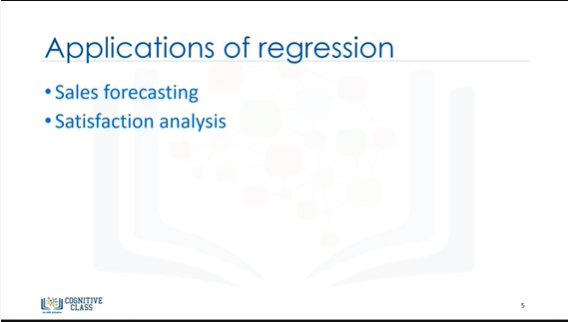 Applications of regression
• Sales forecasting
• Satisfaction analysis
COGNITIVE
CLASS
5